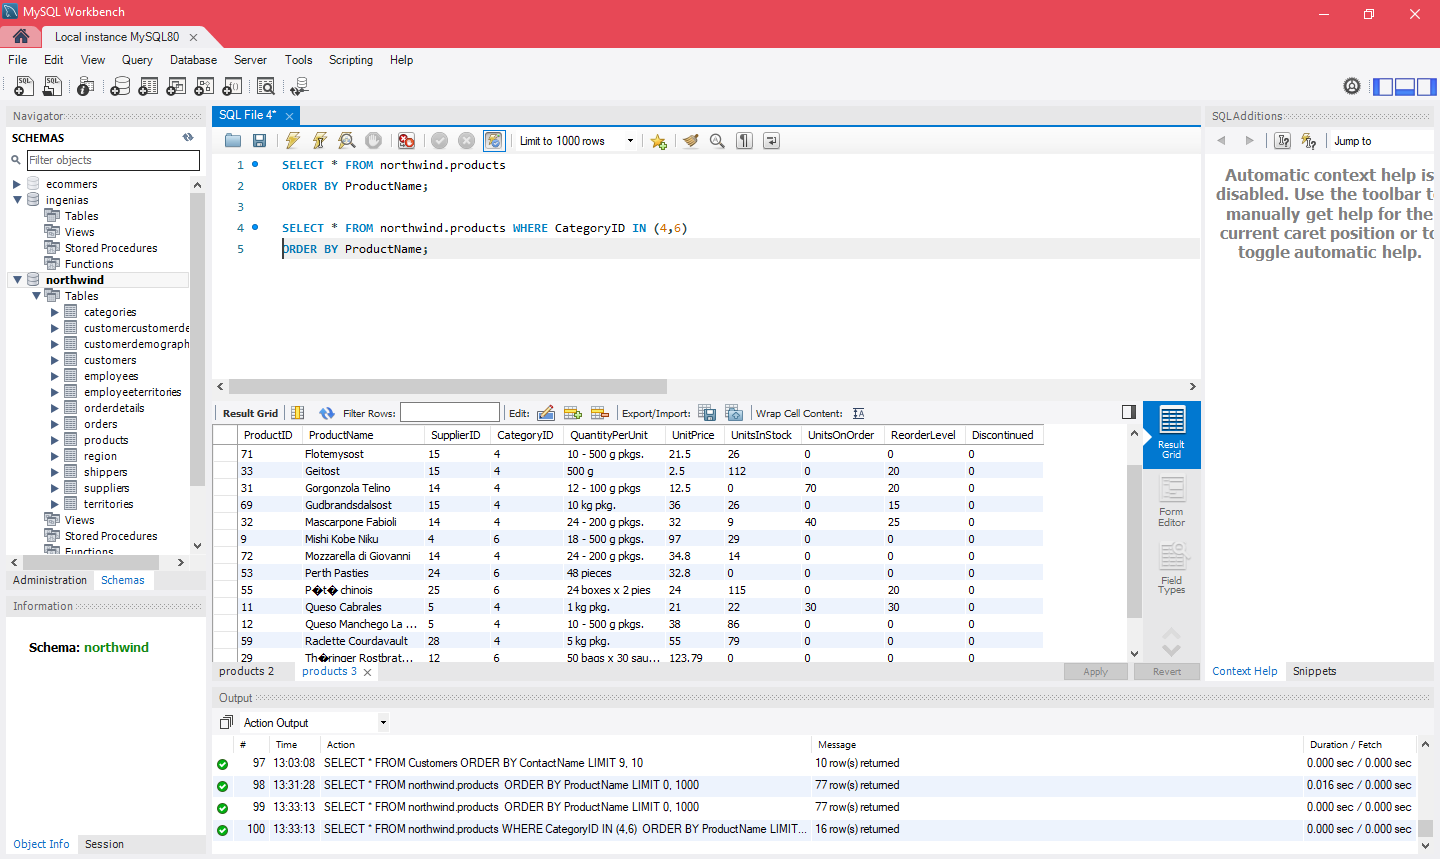 MySQL Workbench
Local instance MySQL80
File Edit View Query Database Server Tools Scripting Help
Navigator
SCHEMAS
Filter objects
ecommers
ingenias
Tables
Views
Stored Procedures
Functions
northwind
Tables
categories
customercustomerde
customerdemograph
customers
employees
employeeterritories
orderdetails
orders
products
region
shippers
suppliers
territories
Views
Stored Procedures
Functions
Administration Schemas
Information
Schema: northwind
Object Info Session
SQL File 4*
Limit to 1000 rows
1 SELECT * FROM northwind.products
2 ORDER BY ProductName;
3
4 SELECT * FROM northwind.products WHERE CategoryID IN (4,6)
5 ORDER BY ProductName;
Result Grid Filter Rows: Edit: Export/Import: Wrap Cell Content: IA
ProductID ProductName SupplierID CategoryID QuantityPerUnit UnitPrice UnitsInStock UnitsOnOrder ReorderLevel Discontinued
71 Flotemysost 15 4 10 - 500 g pkgs. 21.5 26 0 0 0
33 Geitost 15 4 500 g 2.5 112 0 20 0
31 Gorgonzola Telino 14 4 12 - 100 g pkgs 12.5 0 70 20 0
69 Gudbrandsdalsost 15 4 10 kg pkg. 36 26 0 15 0
32 Mascarpone Fabioli 14 4 24 - 200 g pkgs. 32 9 40 25 0
9 Mishi Kobe Niku 4 6 18 - 500 g pkgs. 97 29 0 0 0
72 Mozzarella di Giovanni 14 4 24 - 200 g pkgs. 34.8 14 0 0 0
53 Perth Pasties 24 6 48 pieces 32.8 0 0 0 0
55 P�t� chinois 25 6 24 boxes x 2 pies 24 115 0 20 0
11 Queso Cabrales 5 4 1 kg pkg. 21 22 30 30 0
12 Queso Manchego La ... 5 4 10 - 500 g pkgs. 38 86 0 0 0
59 Raclette Courdavault 28 4 5 kg pkg. 55 79 0 0 0
29 Th�ringer Rostbrat... 12 6 50 bags x 30 sau... 123.79 0 0 0 0
Result Grid
Form Editor
Field Types
products 2 products 3
Apply Revert
SQLAdditions
Jump to
Automatic context help is
disabled. Use the toolbar t
manually get help for the
current caret position or to
toggle automatic help.
Context Help Snippets
Output
Action Output
# Time Action Message Duration / Fetch
97 13:03:08 SELECT * FROM Customers ORDER BY ContactName LIMIT 9, 10 10 row(s) returned 0.000 sec / 0.000 sec
98 13:31:28 SELECT * FROM northwind.products ORDER BY ProductName LIMIT 0, 1000 77 row(s) returned 0.016 sec / 0.000 sec
99 13:33:13 SELECT * FROM northwind.products ORDER BY ProductName LIMIT 0, 1000 77 row(s) returned 0.000 sec / 0.000 sec
100 13:33:13 SELECT * FROM northwind.products WHERE CategoryID IN (4,6) ORDER BY ProductName LIMIT... 16 row(s) returned 0.000 sec / 0.000 sec